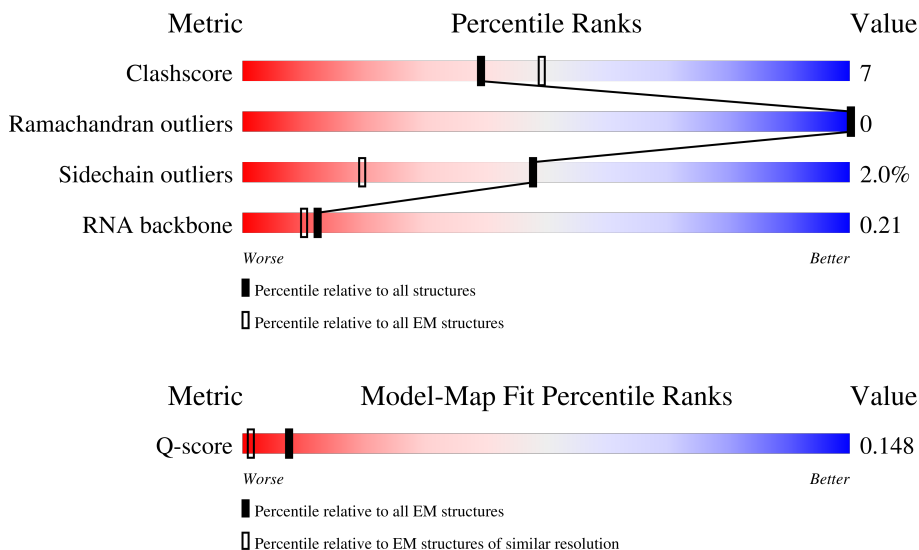 Metric Percentile Ranks Value
Clashscore 7
Ramachandran outliers 0
Sidechain outliers 2.0%
RNA backbone 0.21
Worse Better
Percentile relative to all structures
Percentile relative to all EM structures
Metric Model-Map Fit Percentile Ranks Value
Q-score 0.148
Worse Better
Percentile relative to all EM structures
Percentile relative to EM structures of similar resolution